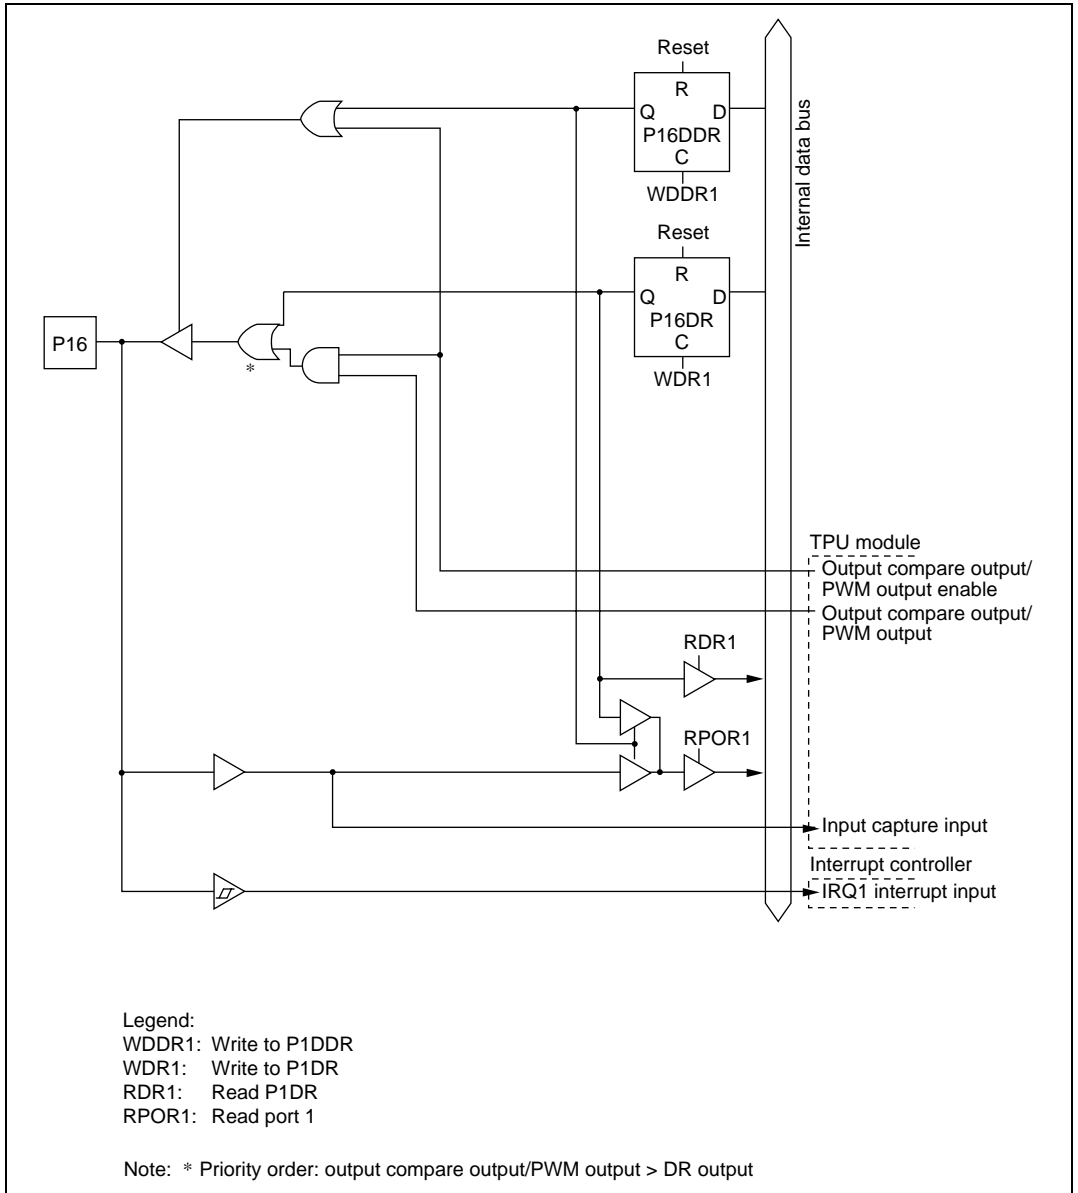 Reset
R
Q D
P16DDR
C
WDDR1
Internal data bus
Reset
R
Q D
P16DR
C
WDR1
P16
*
TPU module
Output compare output/
PWM output enable
Output compare output/
PWM output
RDR1
RPOR1
Input capture input
Interrupt controller
IRQ1 interrupt input
Legend:
WDDR1: Write to P1DDR
WDR1: Write to P1DR
RDR1: Read P1DR
RPOR1: Read port 1
Note: * Priority order: output compare output/PWM output > DR output